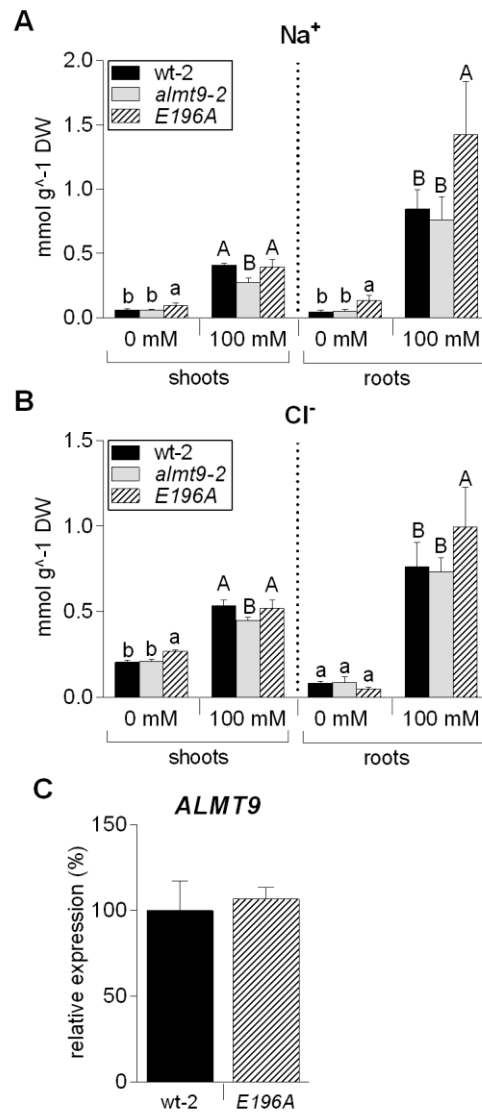 A
Na⁺
wt-2
almt9-2
E196A
mmol g^-1 DW
2.0
1.5
1.0
0.5
0.0
b b a
A B A
b b a
B B A
0 mM 100 mM 0 mM 100 mM
shoots roots
B
Cl⁻
wt-2
almt9-2
E196A
mmol g^-1 DW
1.5
1.0
0.5
0.0
b b a
A B A
a a a
B B A
0 mM 100 mM 0 mM 100 mM
shoots roots
C
ALMT9
relative expression (%)
150
100
50
0
wt-2 E196A